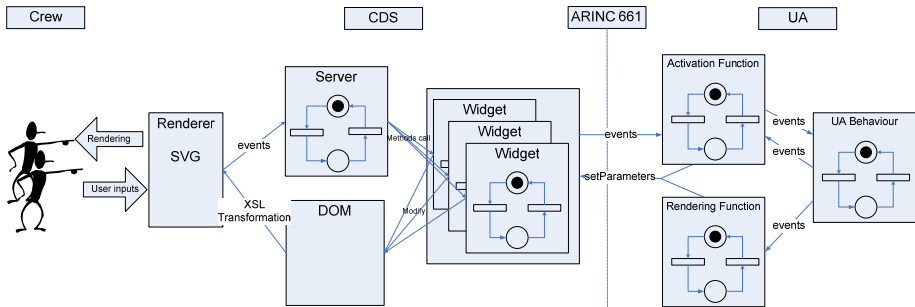 Crew
CDS
ARINC 661
UA
Server
Activation Function
Widget
Widget
Widget
Renderer
SVG
Rendering
User inputs
events
Methods call
events
events
events
UA Behaviour
setParameters
XSL
Transformation
DOM
Modify
Rendering Function
events